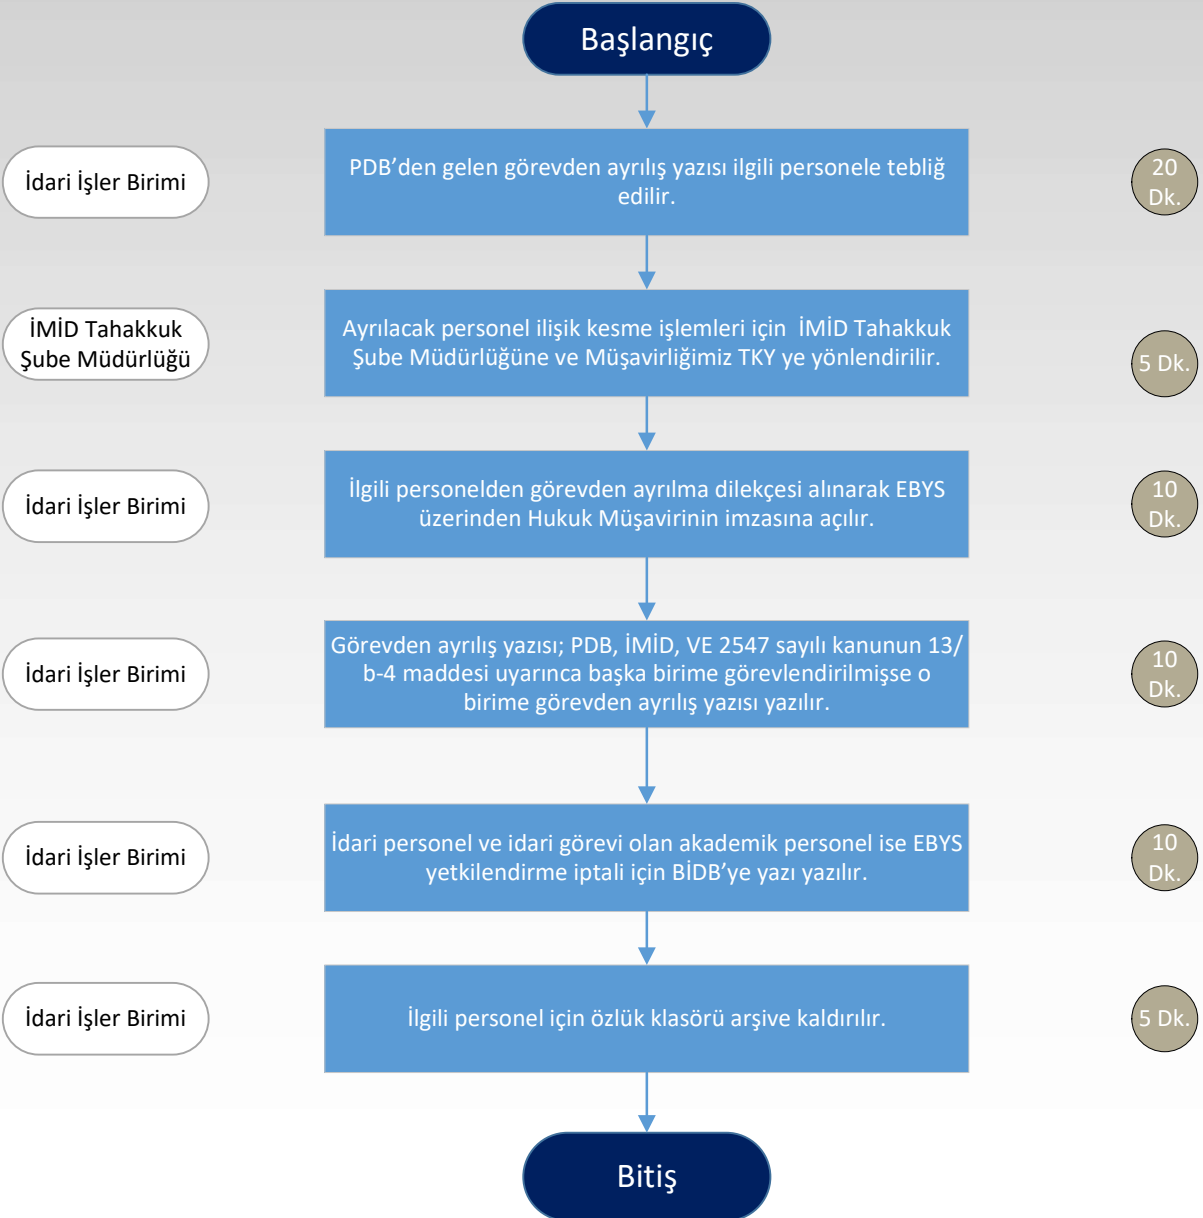 Başlangıç
İdari İşler Birimi
PDB’den gelen görevden ayrılış yazısı ilgili personele tebliğ
edilir.
20
Dk.
İMİD Tahakkuk
Şube Müdürlüğü
Ayrılacak personel ilişik kesme işlemleri için  İMİD Tahakkuk
Şube Müdürlüğüne ve Müşavirliğimiz TKY ye yönlendirilir.
5 Dk.
İdari İşler Birimi
İlgili personelden görevden ayrılma dilekçesi alınarak EBYS
üzerinden Hukuk Müşavirinin imzasına açılır.
10
Dk.
İdari İşler Birimi
Görevden ayrılış yazısı; PDB, İMİD, VE 2547 sayılı kanunun 13/
b-4 maddesi uyarınca başka birime görevlendirilmişse o
birime görevden ayrılış yazısı yazılır.
10
Dk.
İdari İşler Birimi
İdari personel ve idari görevi olan akademik personel ise EBYS
yetkilendirme iptali için BİDB’ye yazı yazılır.
10
Dk.
İdari İşler Birimi
İlgili personel için özlük klasörü arşive kaldırılır.
5 Dk.
Bitiş